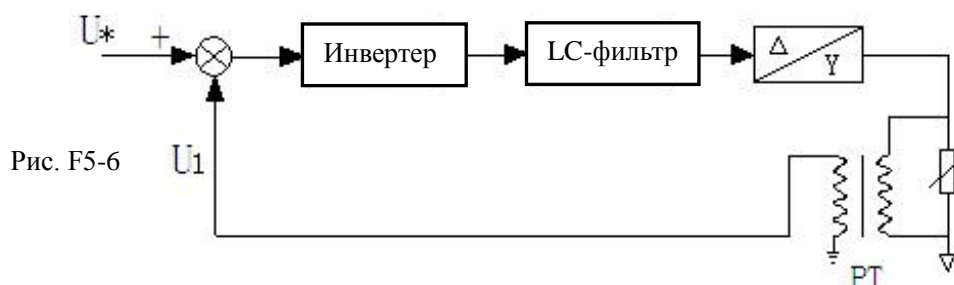 U* +
Инвертер
LC-фильтр
Δ
Y
Рис. F5-6
U1
PT